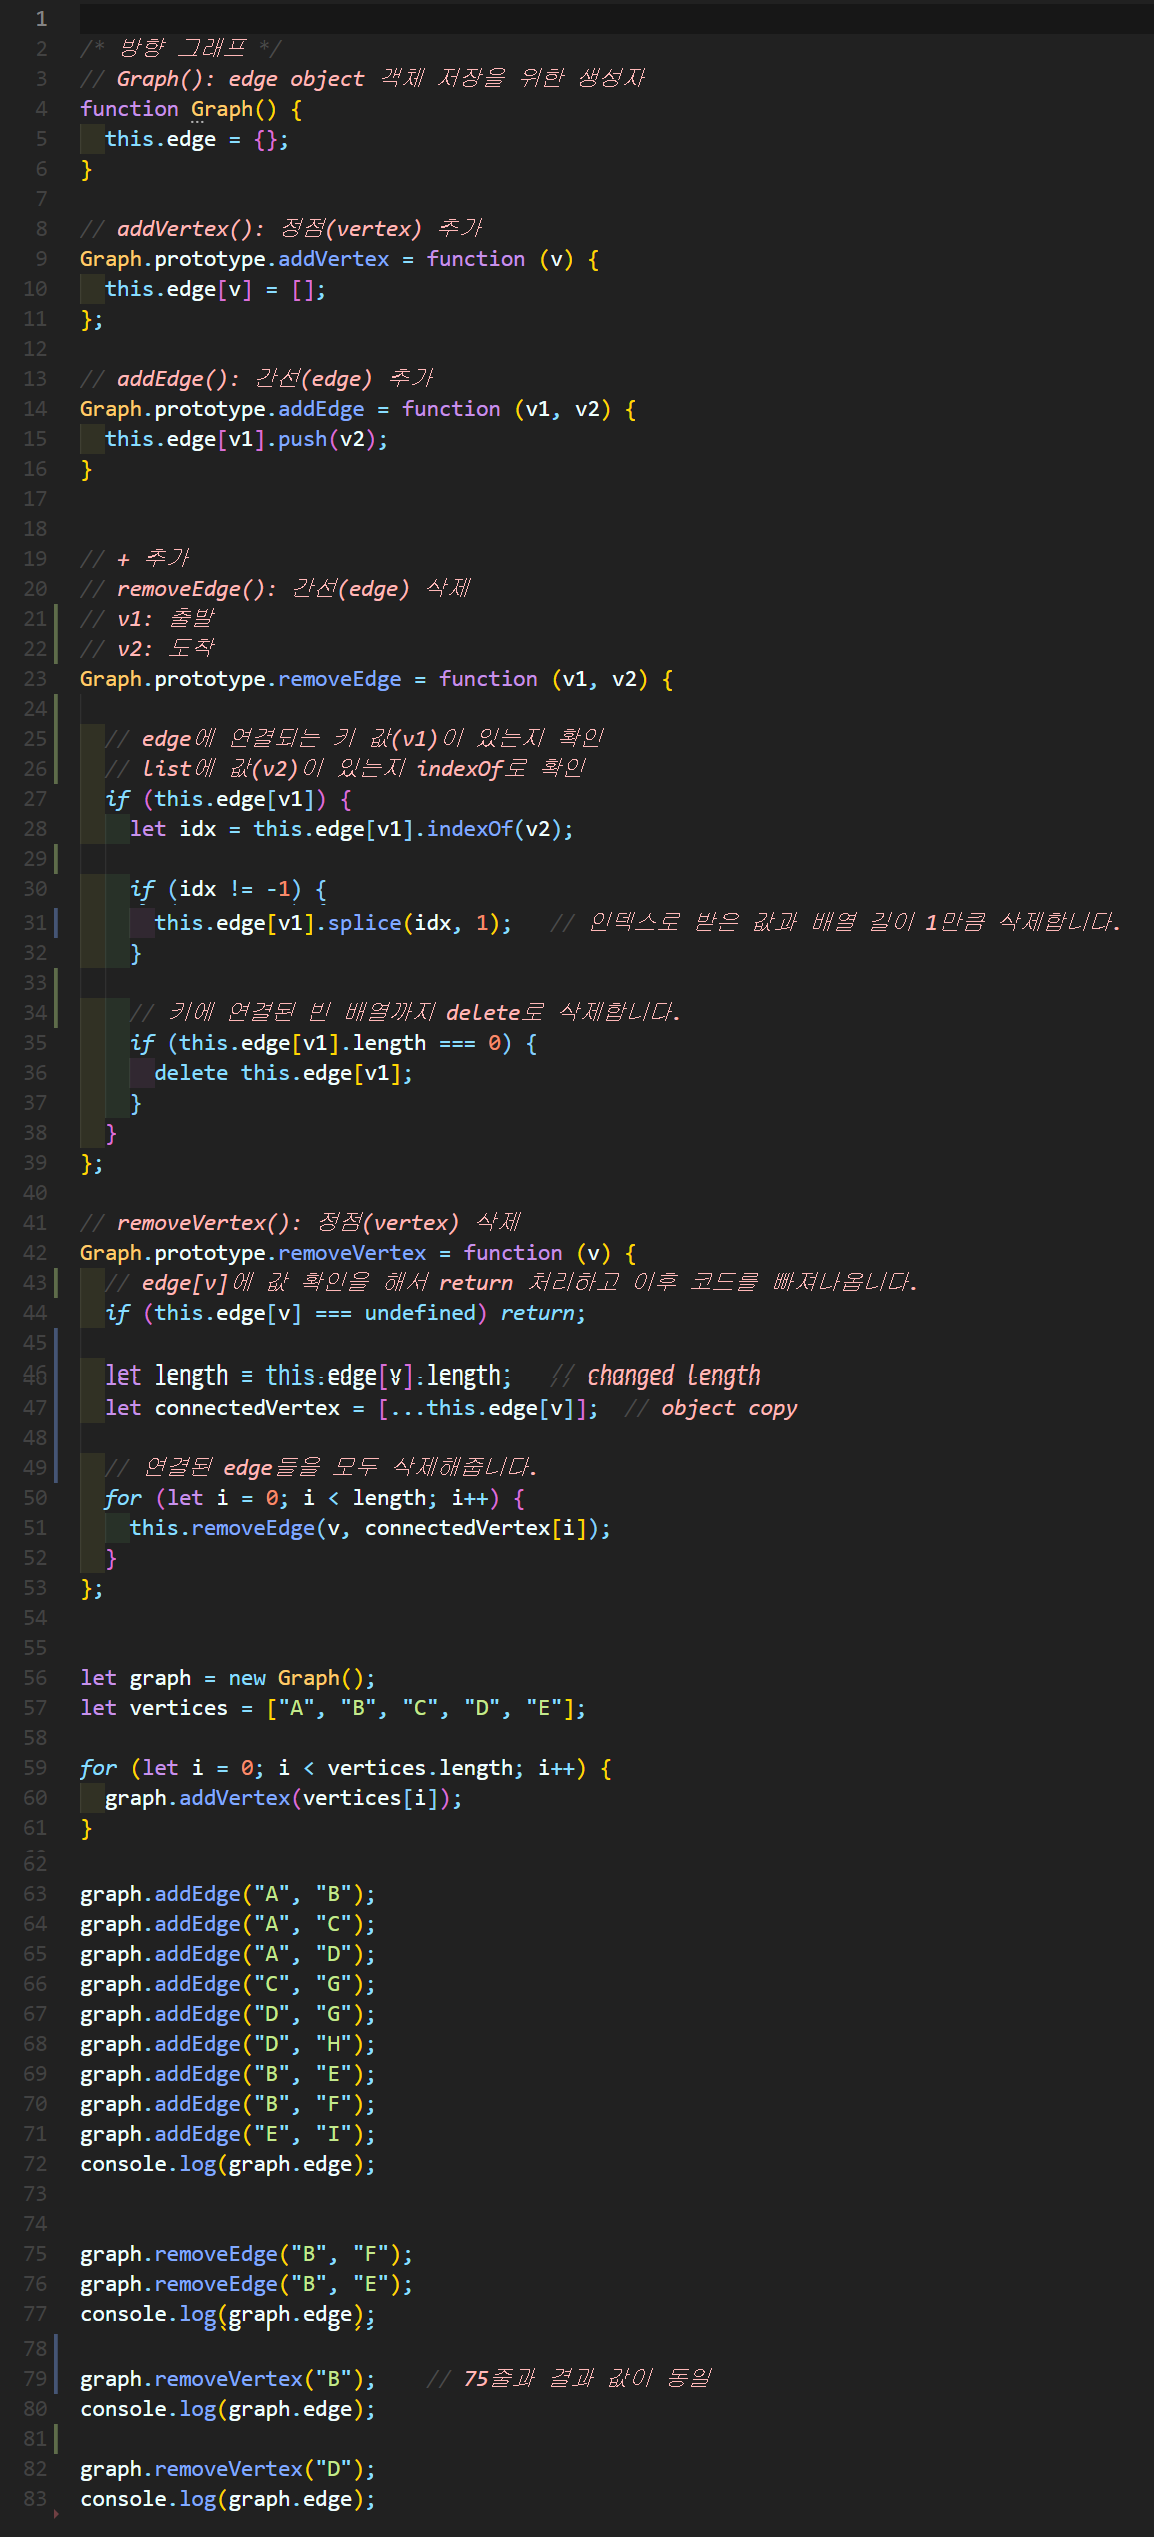 1
2 /* 방향 그래프 */
3 // Graph(): edge object 객체 저장을 위한 생성자
4 function Graph() {
5   this.edge = {};
6 }
7
8 // addVertex(): 정점(vertex) 추가
9 Graph.prototype.addVertex = function (v) {
10   this.edge[v] = [];
11 };
12
13 // addEdge(): 간선(edge) 추가
14 Graph.prototype.addEdge = function (v1, v2) {
15   this.edge[v1].push(v2);
16 }
17
18
19 // + 추가
20 // removeEdge(): 간선(edge) 삭제
21 // v1: 출발
22 // v2: 도착
23 Graph.prototype.removeEdge = function (v1, v2) {
24
25   // edge에 연결되는 키 값(v1)이 있는지 확인
26   // list에 값(v2)이 있는지 indexOf로 확인
27   if (this.edge[v1]) {
28     let idx = this.edge[v1].indexOf(v2);
29
30     if (idx != -1) {
31       this.edge[v1].splice(idx, 1);   // 인덱스로 받은 값과 배열 길이 1만큼 삭제합니다.
32     }
33
34     // 키에 연결된 빈 배열까지 delete로 삭제합니다.
35     if (this.edge[v1].length === 0) {
36       delete this.edge[v1];
37     }
38   }
39 };
40
41 // removeVertex(): 정점(vertex) 삭제
42 Graph.prototype.removeVertex = function (v) {
43   // edge[v]에 값 확인을 해서 return 처리하고 이후 코드를 빠져나옵니다.
44   if (this.edge[v] === undefined) return;
45
46   let length = this.edge[v].length;   // changed length
47   let connectedVertex = [...this.edge[v]];  // object copy
48
49   // 연결된 edge들을 모두 삭제해줍니다.
50   for (let i = 0; i < length; i++) {
51     this.removeEdge(v, connectedVertex[i]);
52   }
53 };
54
55
56 let graph = new Graph();
57 let vertices = ["A", "B", "C", "D", "E"];
58
59 for (let i = 0; i < vertices.length; i++) {
60   graph.addVertex(vertices[i]);
61 }
62
63 graph.addEdge("A", "B");
64 graph.addEdge("A", "C");
65 graph.addEdge("A", "D");
66 graph.addEdge("C", "G");
67 graph.addEdge("D", "G");
68 graph.addEdge("D", "H");
69 graph.addEdge("B", "E");
70 graph.addEdge("B", "F");
71 graph.addEdge("E", "I");
72 console.log(graph.edge);
73
74
75 graph.removeEdge("B", "F");
76 graph.removeEdge("B", "E");
77 console.log(graph.edge);
78
79 graph.removeVertex("B");    // 75줄과 결과 값이 동일
80 console.log(graph.edge);
81
82 graph.removeVertex("D");
83 console.log(graph.edge);